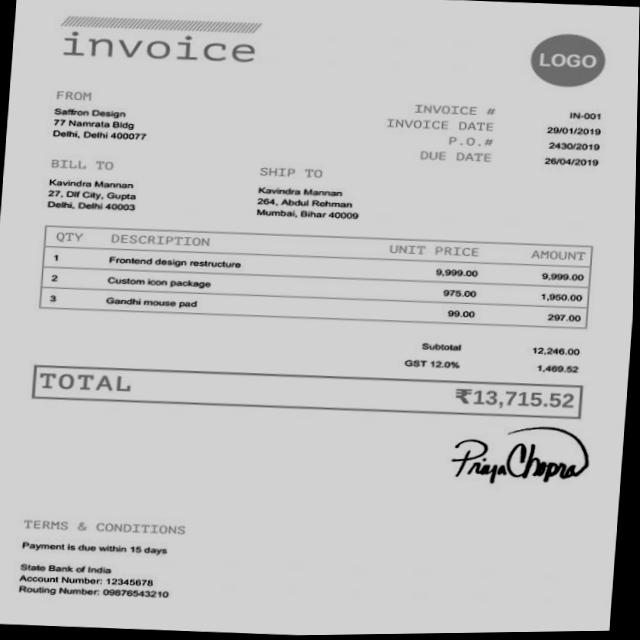 invoice
LOGO
FROM
Saffron Design
77 Namrata Bldg
Delhi, Delhi 400077
INVOICE # IN-001
INVOICE DATE 29/01/2019
P.O.# 2430/2019
DUE DATE 26/04/2019
BILL TO
Kavindra Mannan
27, Dlf City, Gupta
Delhi, Delhi 40003
SHIP TO
Kavindra Mannan
264, Abdul Rehman
Mumbai, Bihar 40009
QTY DESCRIPTION UNIT PRICE AMOUNT
1 Frontend design restructure 9,999.00 9,999.00
2 Custom icon package 975.00 1,950.00
3 Gandhi mouse pad 99.00 297.00
Subtotal 12,246.00
GST 12.0% 1,469.52
TOTAL ₹13,715.52
Priya Chopra
TERMS & CONDITIONS
Payment is due within 15 days
State Bank of India
Account Number: 12345678
Routing Number: 09876543210